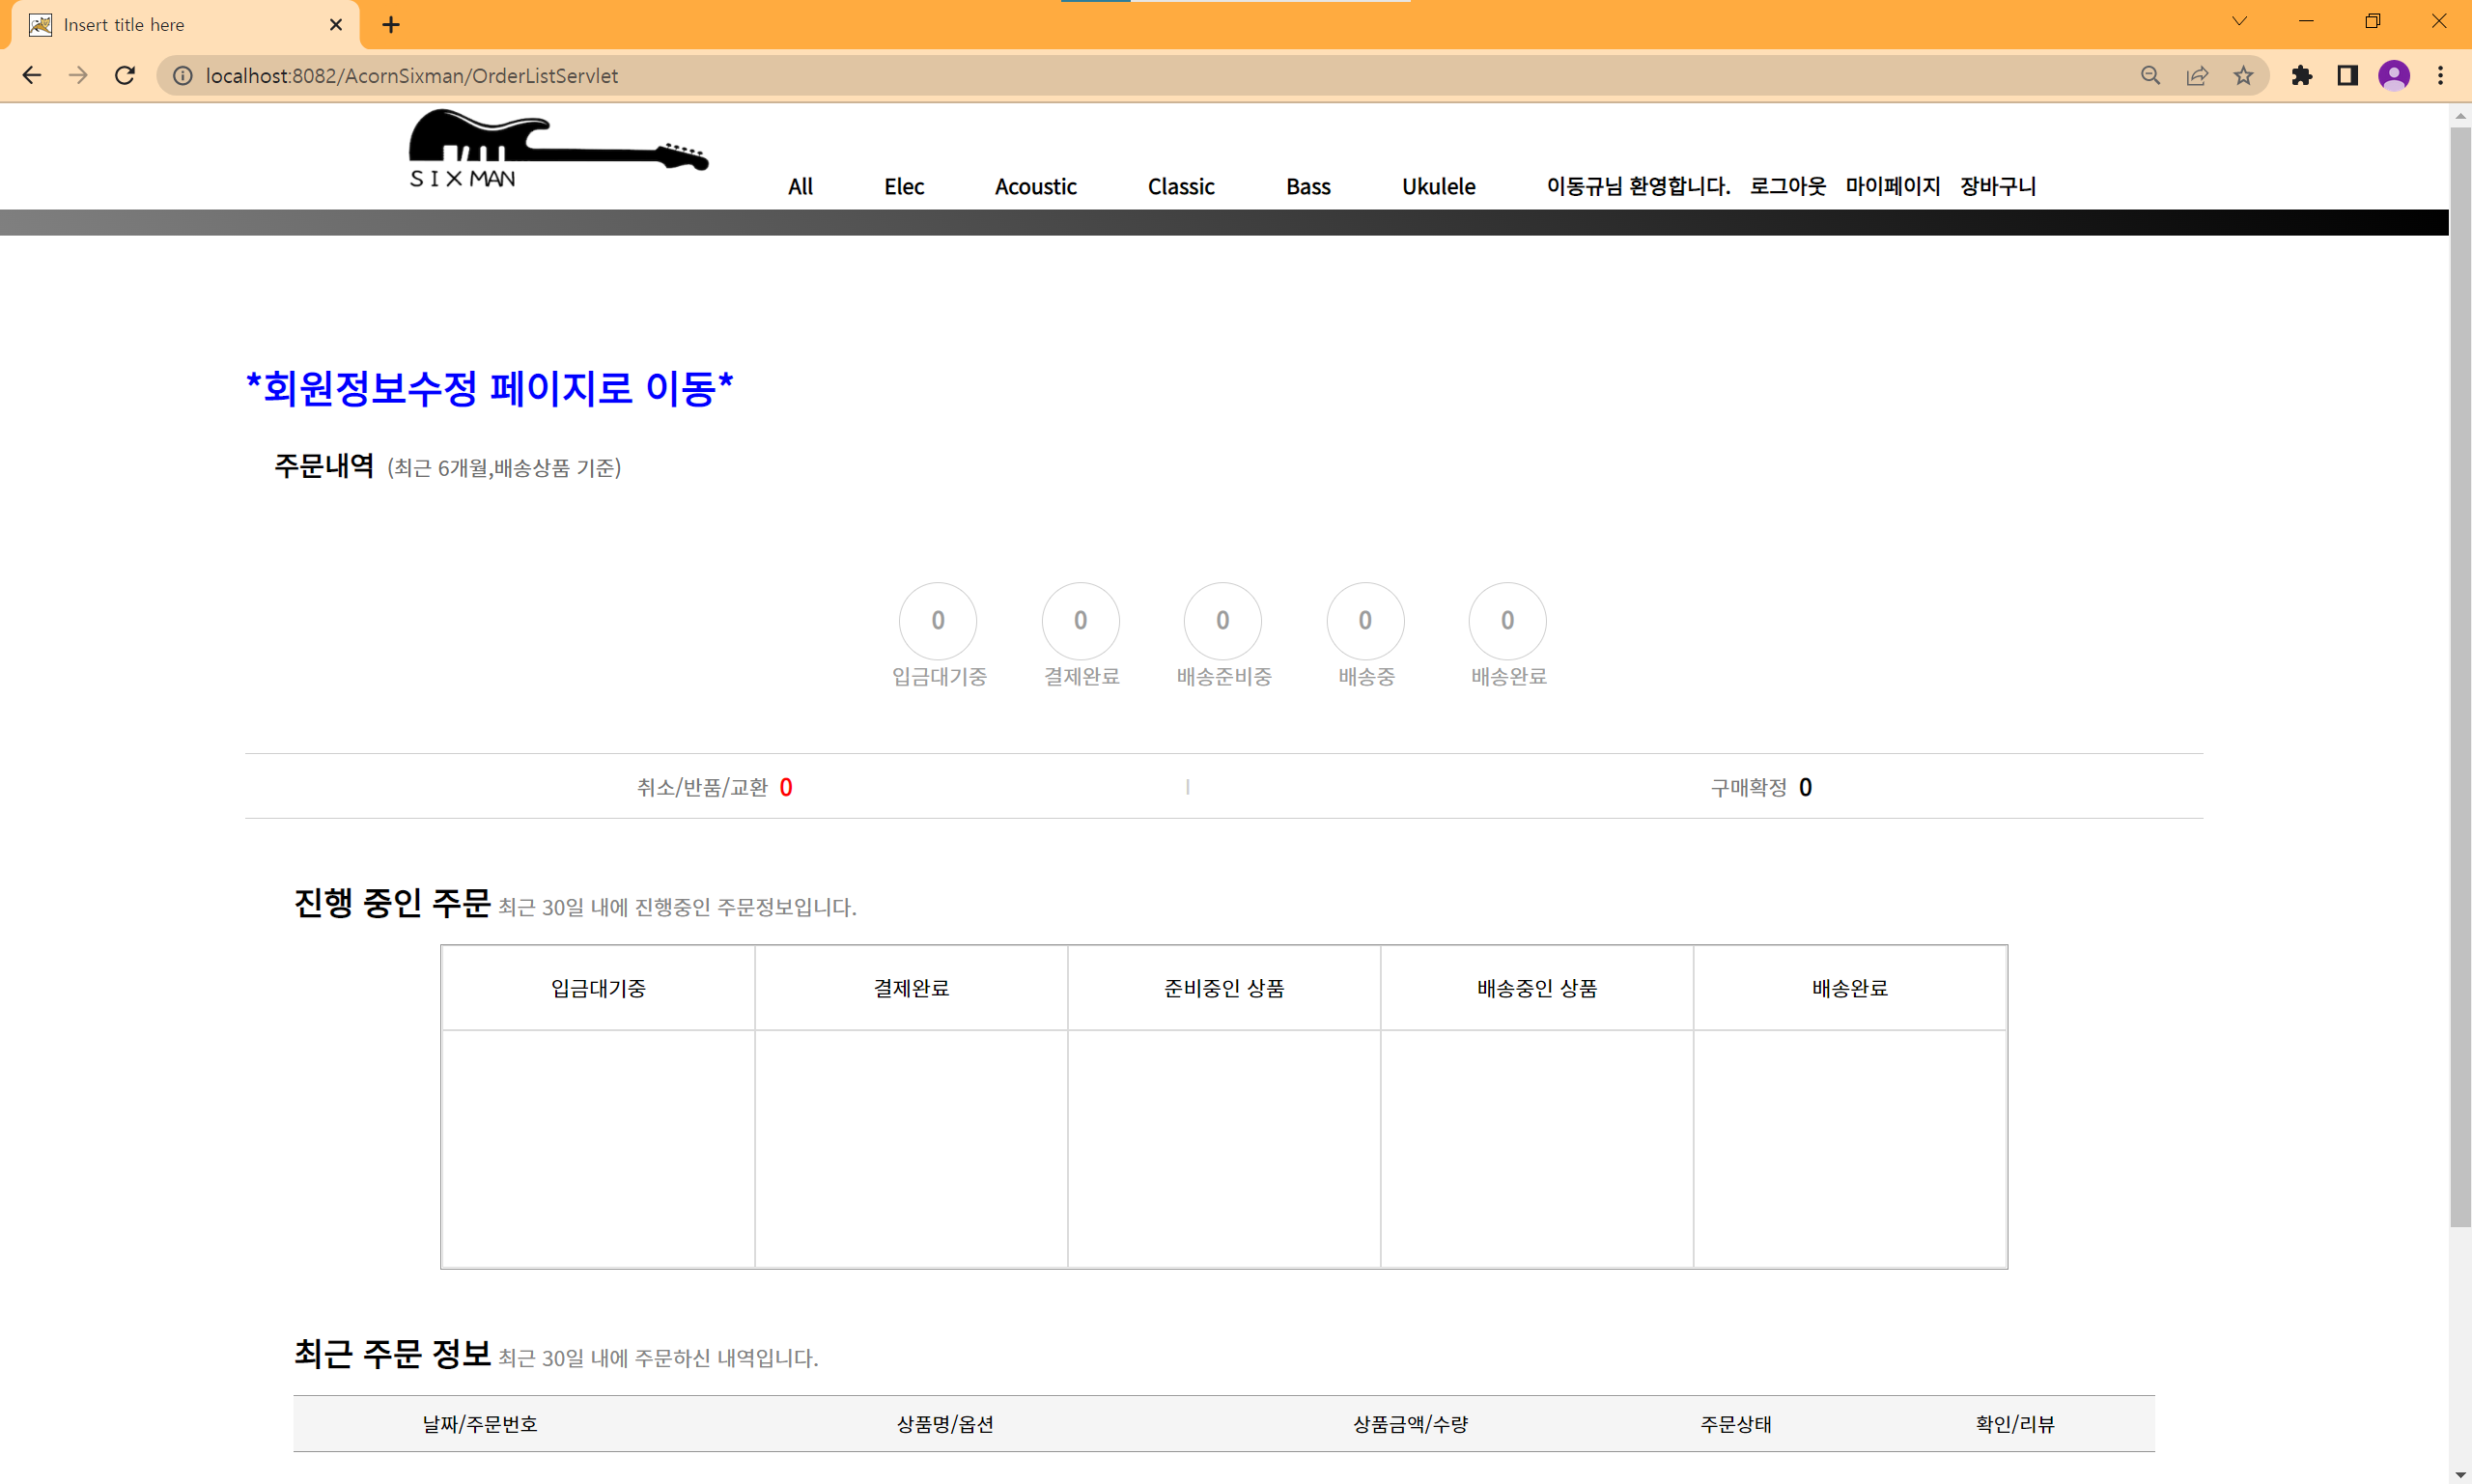 Insert title here
localhost:8082/AcornSixman/OrderListServlet
SIXMAN
All Elec Acoustic Classic Bass Ukulele 이동규님 환영합니다. 로그아웃 마이페이지 장바구니
*회원정보수정 페이지로 이동*
주문내역 (최근 6개월,배송상품 기준)
0 0 0 0 0
입금대기중 결제완료 배송준비중 배송중 배송완료
취소/반품/교환 0 | 구매확정 0
진행 중인 주문 최근 30일 내에 진행중인 주문정보입니다.
입금대기중 결제완료 준비중인 상품 배송중인 상품 배송완료
최근 주문 정보 최근 30일 내에 주문하신 내역입니다.
날짜/주문번호 상품명/옵션 상품금액/수량 주문상태 확인/리뷰